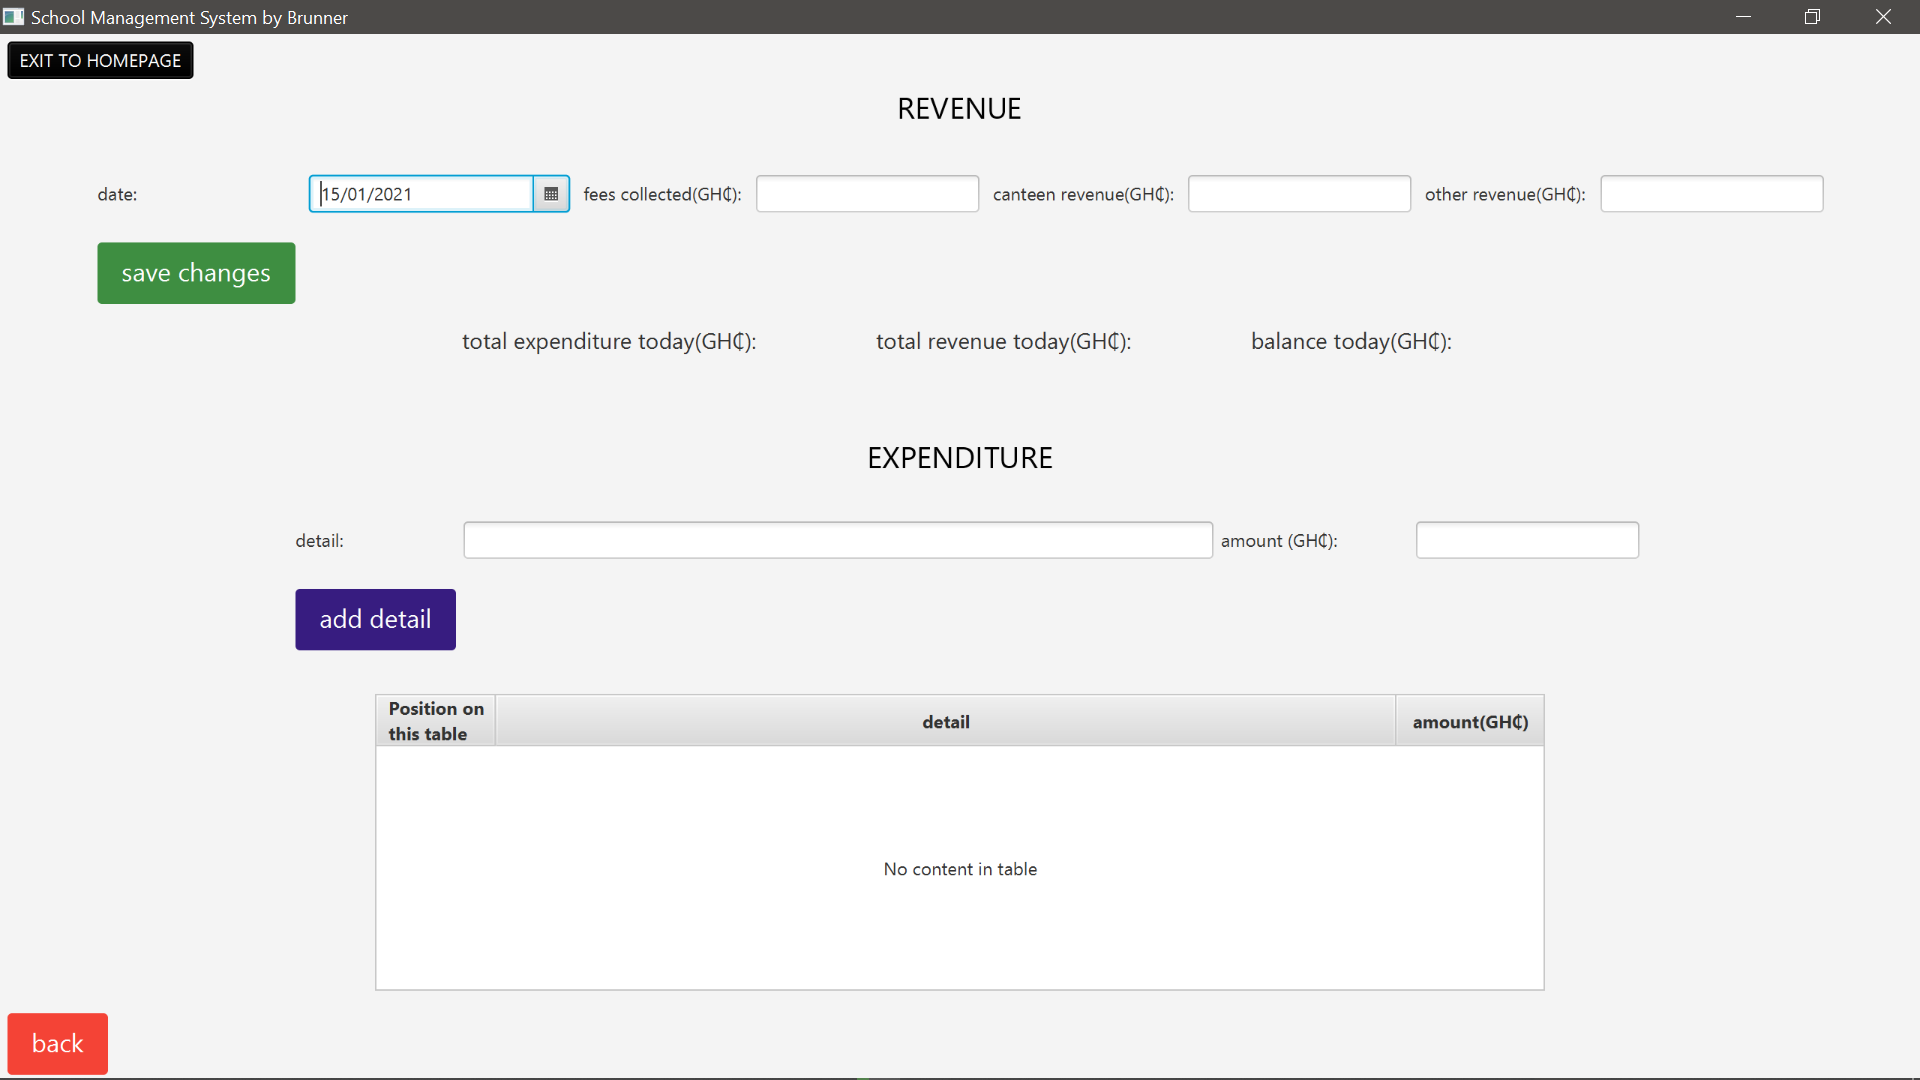 School Management System by Brunner
EXIT TO HOMEPAGE
REVENUE
date: 15/01/2021 fees collected(GH₵): canteen revenue(GH₵): other revenue(GH₵):
save changes
total expenditure today(GH₵): total revenue today(GH₵): balance today(GH₵):
EXPENDITURE
detail: amount (GH₵):
add detail
Position on
this table detail amount(GH₵)
No content in table
back